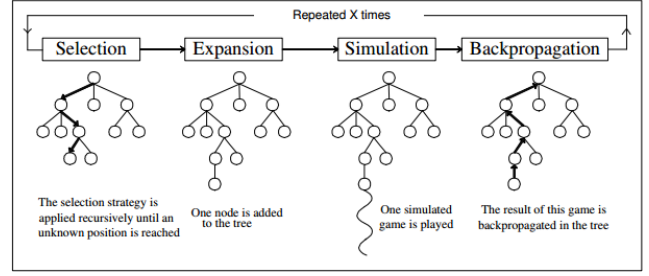 Repeated X times
Selection
Expansion
Simulation
Backpropagation
The selection strategy is
applied recursively until an
unknown position is reached
One node is added
to the tree
One simulated
game is played
The result of this game is
backpropagated in the tree